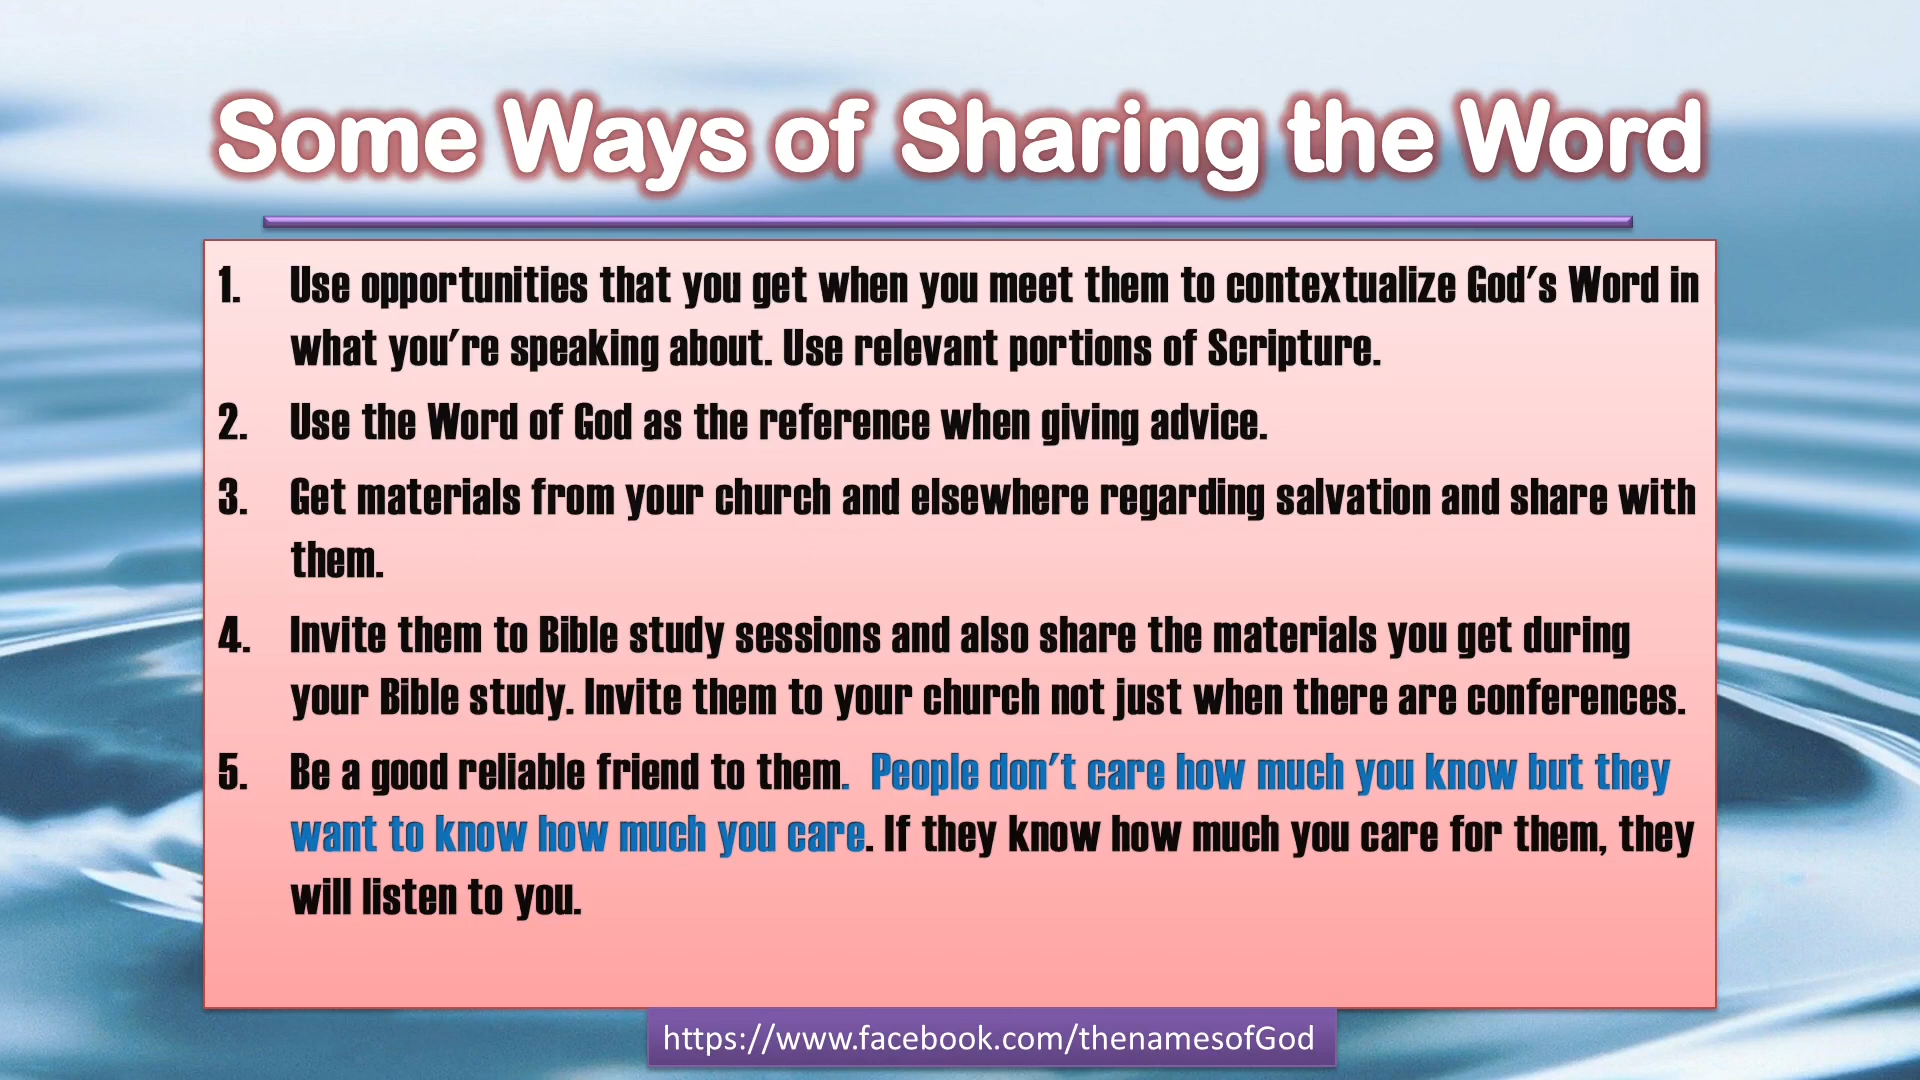 Some Ways of Sharing the Word
1. Use opportunities that you get when you meet them to contextualize God's Word in
what you're speaking about. Use relevant portions of Scripture.
2. Use the Word of God as the reference when giving advice.
3. Get materials from your church and elsewhere regarding salvation and share with
them.
4. Invite them to Bible study sessions and also share the materials you get during
your Bible study. Invite them to your church not just when there are conferences.
5. Be a good reliable friend to them. People don't care how much you know but they
want to know how much you care. If they know how much you care for them, they
will listen to you.
https://www.facebook.com/thenamesofGod